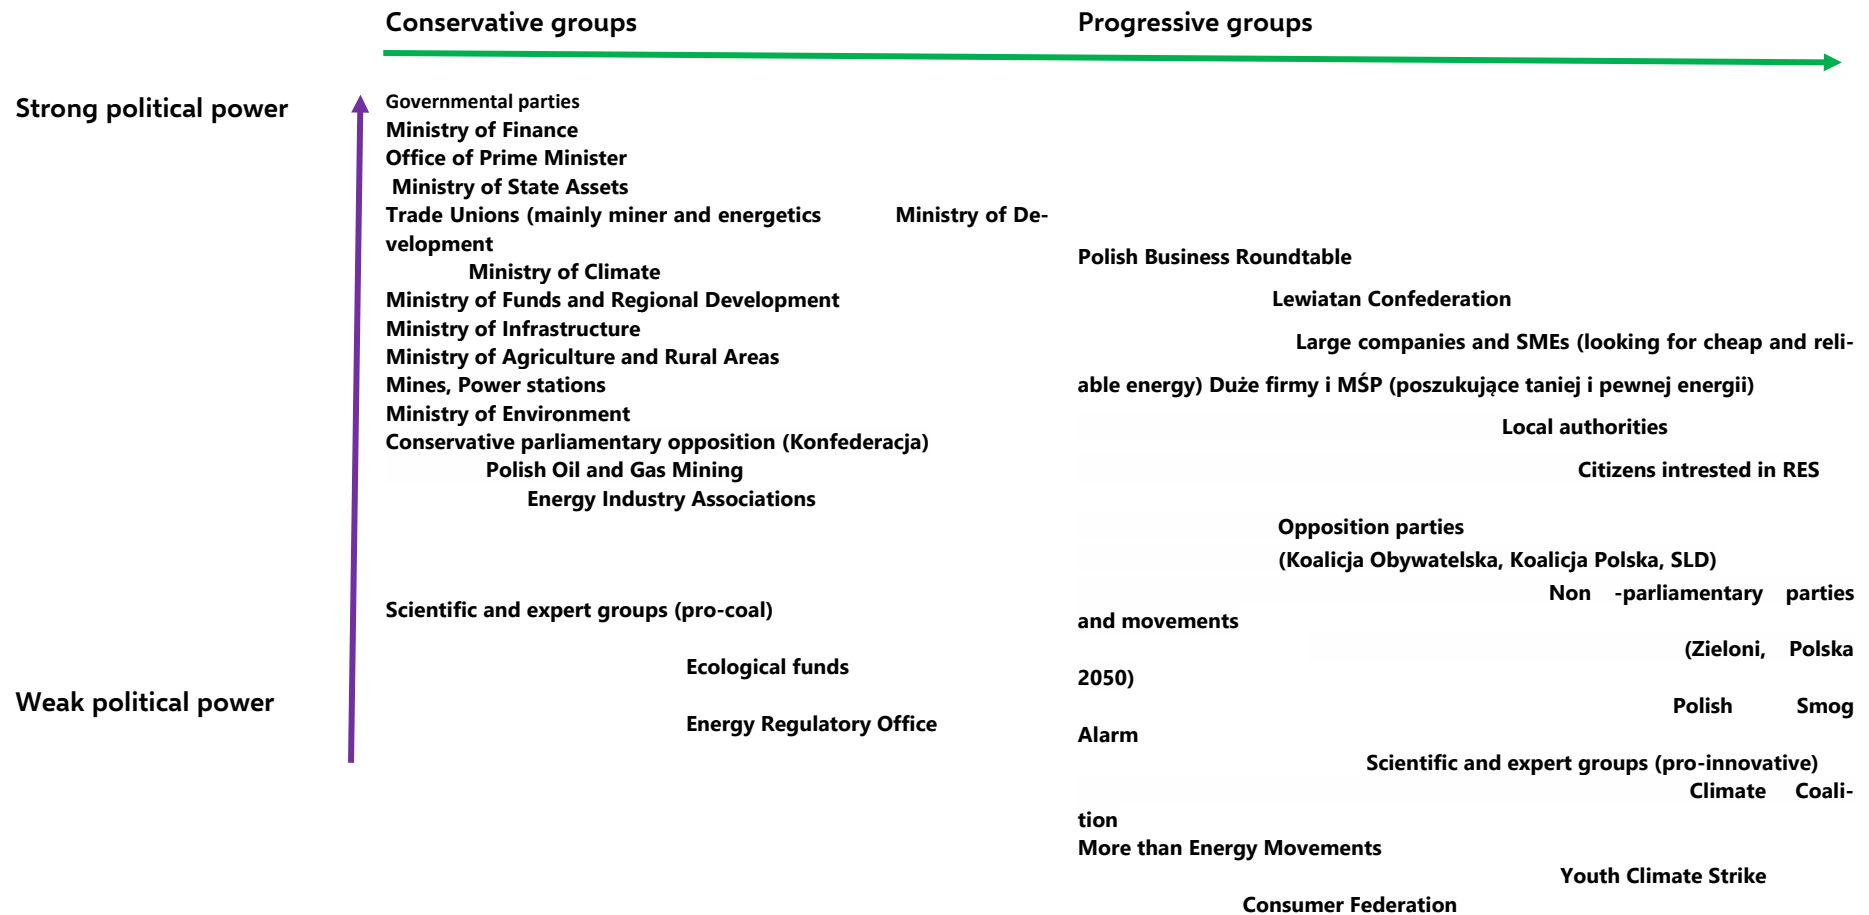 Conservative groups
Progressive groups
Strong political power
Governmental parties
Ministry of Finance
Office of Prime Minister
Ministry of State Assets
Trade Unions (mainly miner and energetics Ministry of De-
velopment
Ministry of Climate
Ministry of Funds and Regional Development
Ministry of Infrastructure
Ministry of Agriculture and Rural Areas
Mines, Power stations
Ministry of Environment
Conservative parliamentary opposition (Konfederacja)
Polish Oil and Gas Mining
Energy Industry Associations
Scientific and expert groups (pro-coal)
Ecological funds
Energy Regulatory Office
Weak political power
Polish Business Roundtable
Lewiatan Confederation
Large companies and SMEs (looking for cheap and reli-
able energy) Duże firmy i MŚP (poszukujące taniej i pewnej energii)
Local authorities
Citizens intrested in RES
Opposition parties
(Koalicja Obywatelska, Koalicja Polska, SLD)
Non -parliamentary parties
and movements
(Zieloni, Polska
2050)
Polish Smog
Alarm
Scientific and expert groups (pro-innovative)
Climate Coali-
tion
More than Energy Movements
Youth Climate Strike
Consumer Federation